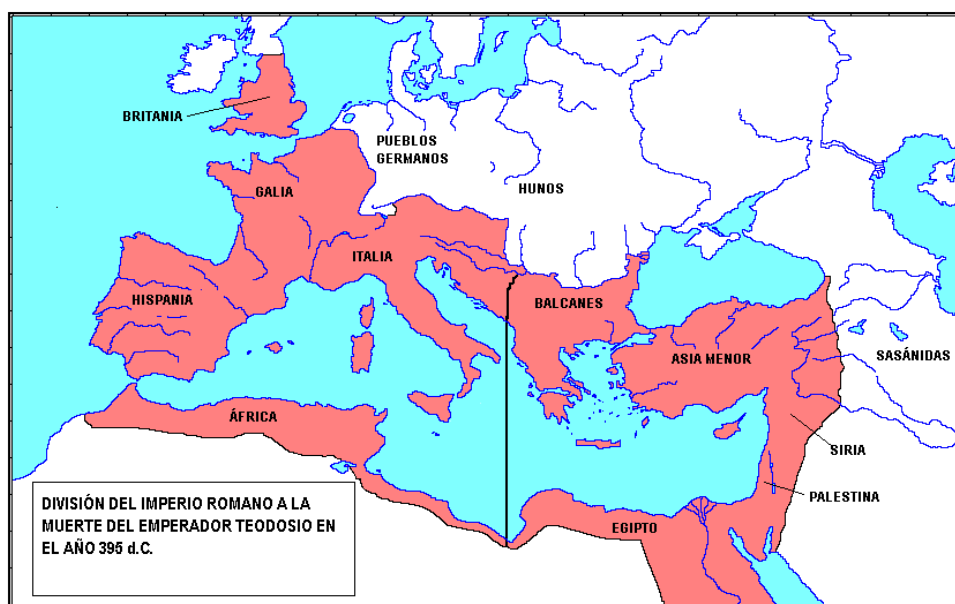 BRITANIA
PUEBLOS
GERMANOS
GALIA
HUNOS
ITALIA
HISPANIA
BALCANES
ASIA MENOR
SASÁNIDAS
ÁFRICA
SIRIA
PALESTINA
EGIPTO
DIVISIÓN DEL IMPERIO ROMANO A LA
MUERTE DEL EMPERADOR TEODOSIO EN
EL AÑO 395 d.C.